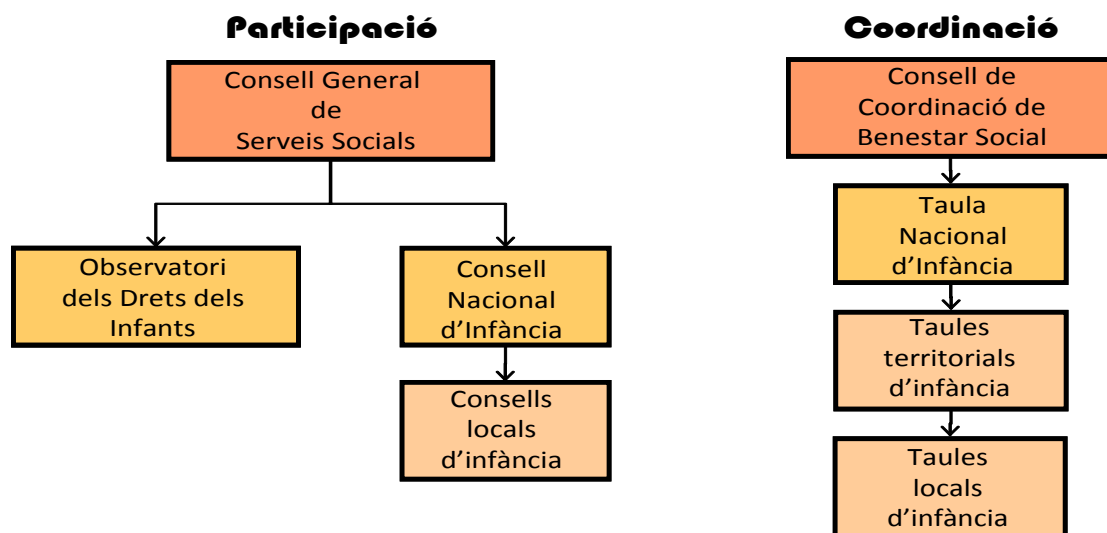 Participació
Consell General
de
Serveis Socials
Observatori
dels Drets dels
Infants
Consell
Nacional
d’Infància
Consells
locals
d’infància
Coordinació
Consell de
Coordinació de
Benestar Social
Taula
Nacional
d’Infància
Taules
territorials
d’infància
Taules
locals
d’infància